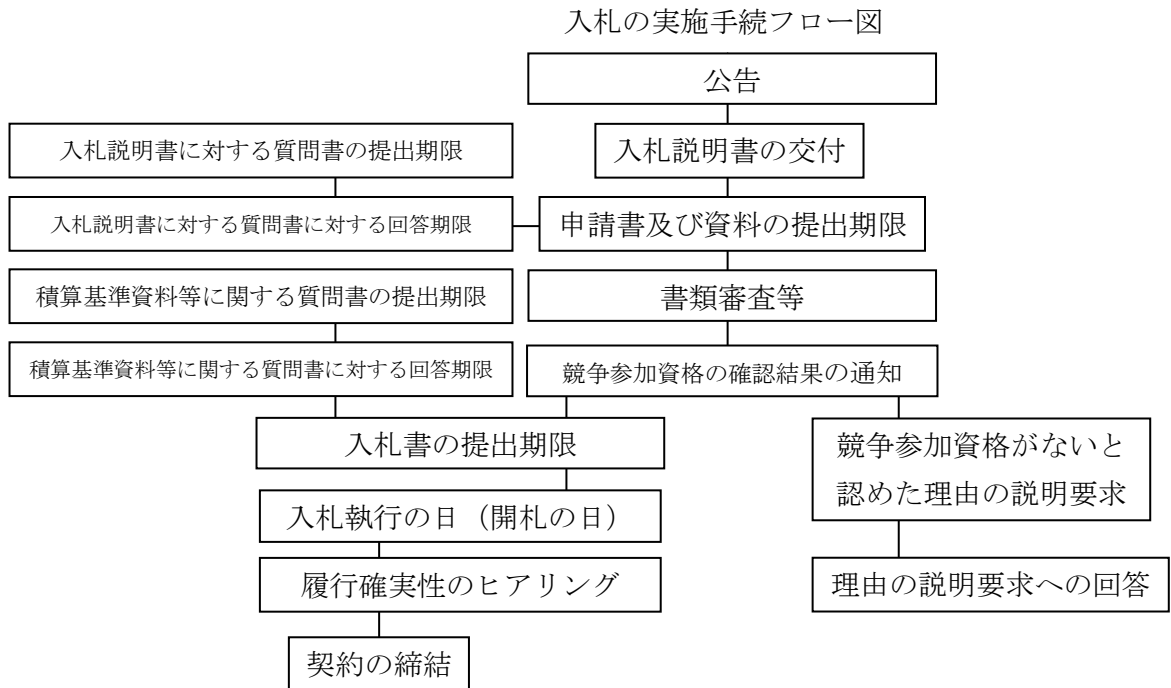 入札の実施手続フロー図
公告
入札説明書に対する質問書の提出期限
入札説明書の交付
入札説明書に対する質問書に対する回答期限
申請書及び資料の提出期限
積算基準資料等に関する質問書の提出期限
書類審査等
積算基準資料等に関する質問書に対する回答期限
競争参加資格の確認結果の通知
入札書の提出期限
競争参加資格がないと
認めた理由の説明要求
入札執行の日（開札の日）
履行確実性のヒアリング
理由の説明要求への回答
契約の締結